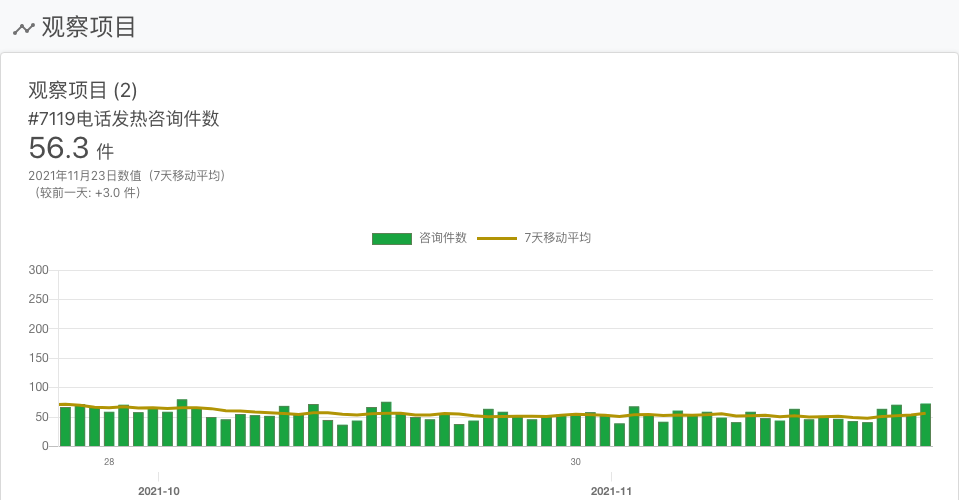 观察项目
观察项目 (2)
#7119电话发热咨询件数
56.3 件
2021年11月23日数值（7天移动平均）
（较前一天: +3.0 件）
咨询件数 7天移动平均
300
250
200
150
100
50
0
28 30
2021-10 2021-11